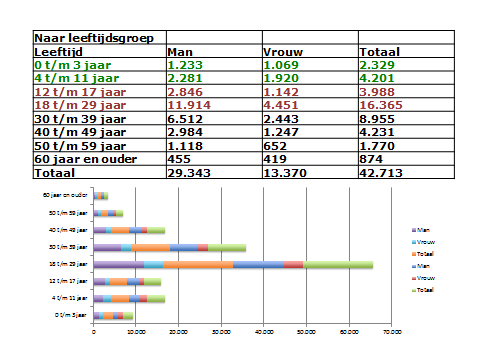 Naar leeftijdsgroep
Leeftijd Man Vrouw Totaal
0 t/m 3 jaar 1.233 1.069 2.329
4 t/m 11 jaar 2.281 1.920 4.201
12 t/m 17 jaar 2.846 1.142 3.988
18 t/m 29 jaar 11.914 4.451 16.365
30 t/m 39 jaar 6.512 2.443 8.955
40 t/m 49 jaar 2.984 1.247 4.231
50 t/m 59 jaar 1.118 652 1.770
60 jaar en ouder 455 419 874
Totaal 29.343 13.370 42.713
60 jaar en ouder
50 t/m 59 jaar
40 t/m 49 jaar
30 t/m 39 jaar
18 t/m 29 jaar
12 t/m 17 jaar
4 t/m 11 jaar
0 t/m 3 jaar
0 10.000 20.000 30.000 40.000 50.000 60.000 70.000
Man
Vrouw
Totaal
Man
Vrouw
Totaal